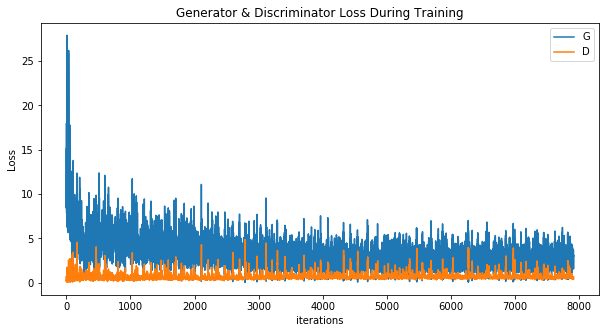 Generator & Discriminator Loss During Training
G
D
Loss
25
20
15
10
5
0
0 1000 2000 3000 4000 5000 6000 7000 8000
iterations